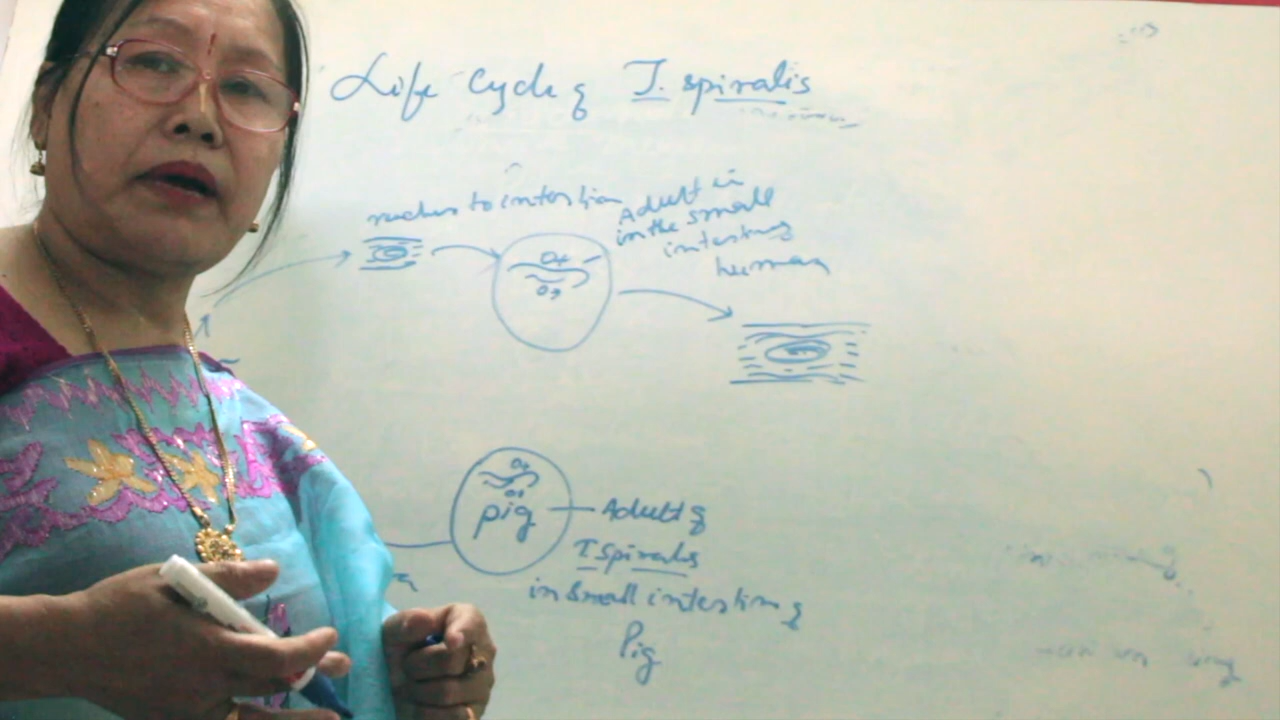 Life Cycle of T. spiralis
reaches to intestine
Adult in
in the small
intestine
human
pig
Adult of
T Spiralis
in Small intestine of
Pig